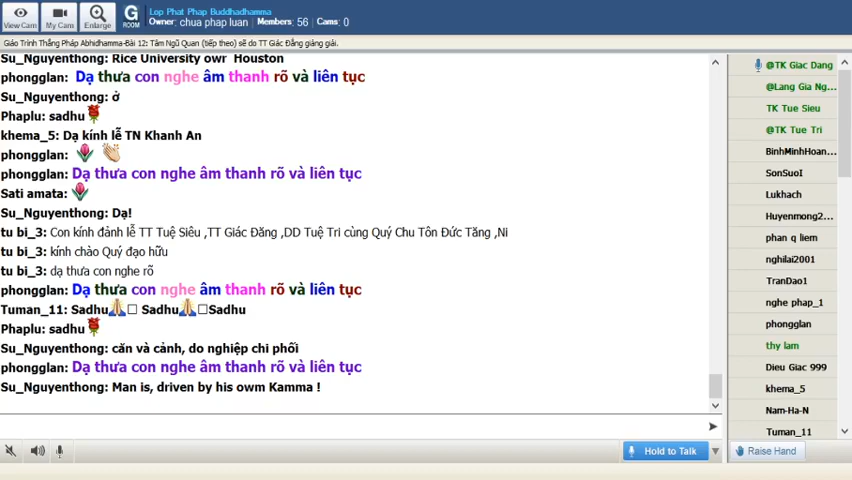 View Cam
My Cam
Enlarge
G
ROOM
Lop Phat Phap Buddhadhamma
Owner: chua phap luan Members: 56 Cams: 0
Giáo Trình Thắng Pháp Abhidhamma-Bài 12: Tâm Ngũ Quan (tiếp theo) sẽ do TT Giác Đẳng giảng giải.
Su_Nguyenthong: Rice University owr Houston
phongglan: Dạ thưa con nghe âm thanh rõ và liên tục
Su_Nguyenthong: ở
Phaplu: sadhu
khema_5: Dạ kính lễ TN Khanh An
phongglan:
phongglan: Dạ thưa con nghe âm thanh rõ và liên tục
Sati amata:
Su_Nguyenthong: Dạ!
tu bi_3: Con kính đảnh lễ TT Tuệ Siêu ,TT Giác Đăng ,DD Tuệ Tri cùng Quý Chu Tôn Đức Tăng ,Ni
tu bi_3: kính chào Quý đạo hữu
tu bi_3: dạ thưa con nghe rõ
phongglan: Dạ thưa con nghe âm thanh rõ và liên tục
Tuman_11: Sadhu Sadhu Sadhu
Phaplu: sadhu
Su_Nguyenthong: căn và cảnh, do nghiệp chi phối
phongglan: Dạ thưa con nghe âm thanh rõ và liên tục
Su_Nguyenthong: Man is, driven by his owm Kamma !
@TK Giac Dang
@Lang Gia Ng...
TK Tue Sieu
@TK Tue Tri
BinhMinhHoan...
SonSuoI
Lukhach
Huyenmong2...
phan q liem
nghilai2001
TranDao1
nghe phap_1
phongglan
thy lam
Dieu Giac 999
khema_5
Nam-Ha-N
Tuman_11
Hold to Talk
Raise Hand